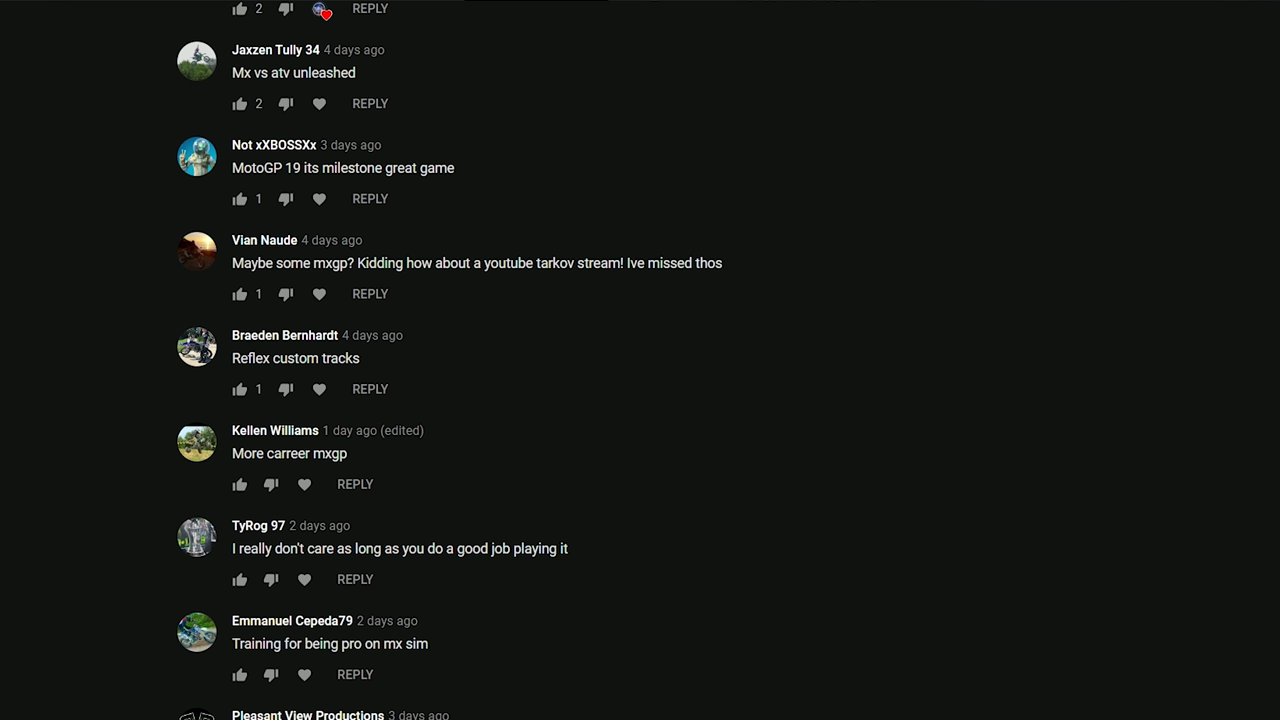 2 REPLY
Jaxzen Tully 34 4 days ago
Mx vs atv unleashed
2 REPLY
Not xXBOSSXx 3 days ago
MotoGP 19 its milestone great game
1 REPLY
Vian Naude 4 days ago
Maybe some mxgp? Kidding how about a youtube tarkov stream! Ive missed thos
1 REPLY
Braeden Bernhardt 4 days ago
Reflex custom tracks
1 REPLY
Kellen Williams 1 day ago (edited)
More carreer mxgp
REPLY
TyRog 97 2 days ago
I really don't care as long as you do a good job playing it
REPLY
Emmanuel Cepeda79 2 days ago
Training for being pro on mx sim
REPLY
Pleasant View Productions 3 days ago